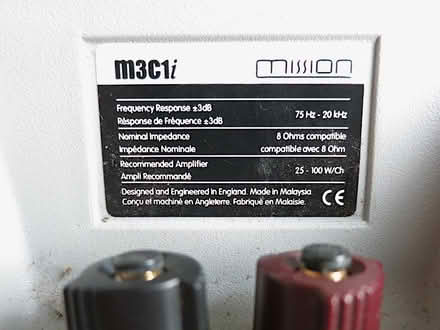 m3C1i mission
Frequency Response ±3dB
75 Hz - 20 kHz
Résponse de Fréquence ±3dB
Nominal Impedance 8 Ohms compatible
Impédance Nominale compatible avec 8 Ohm
Recommended Amplifier
25 - 100 W/Ch
Ampli Recommandé
Designed and Engineered in England. Made in Malaysia
Conçu et machiné en Angleterre. Fabriqué en Malaisie.
CE